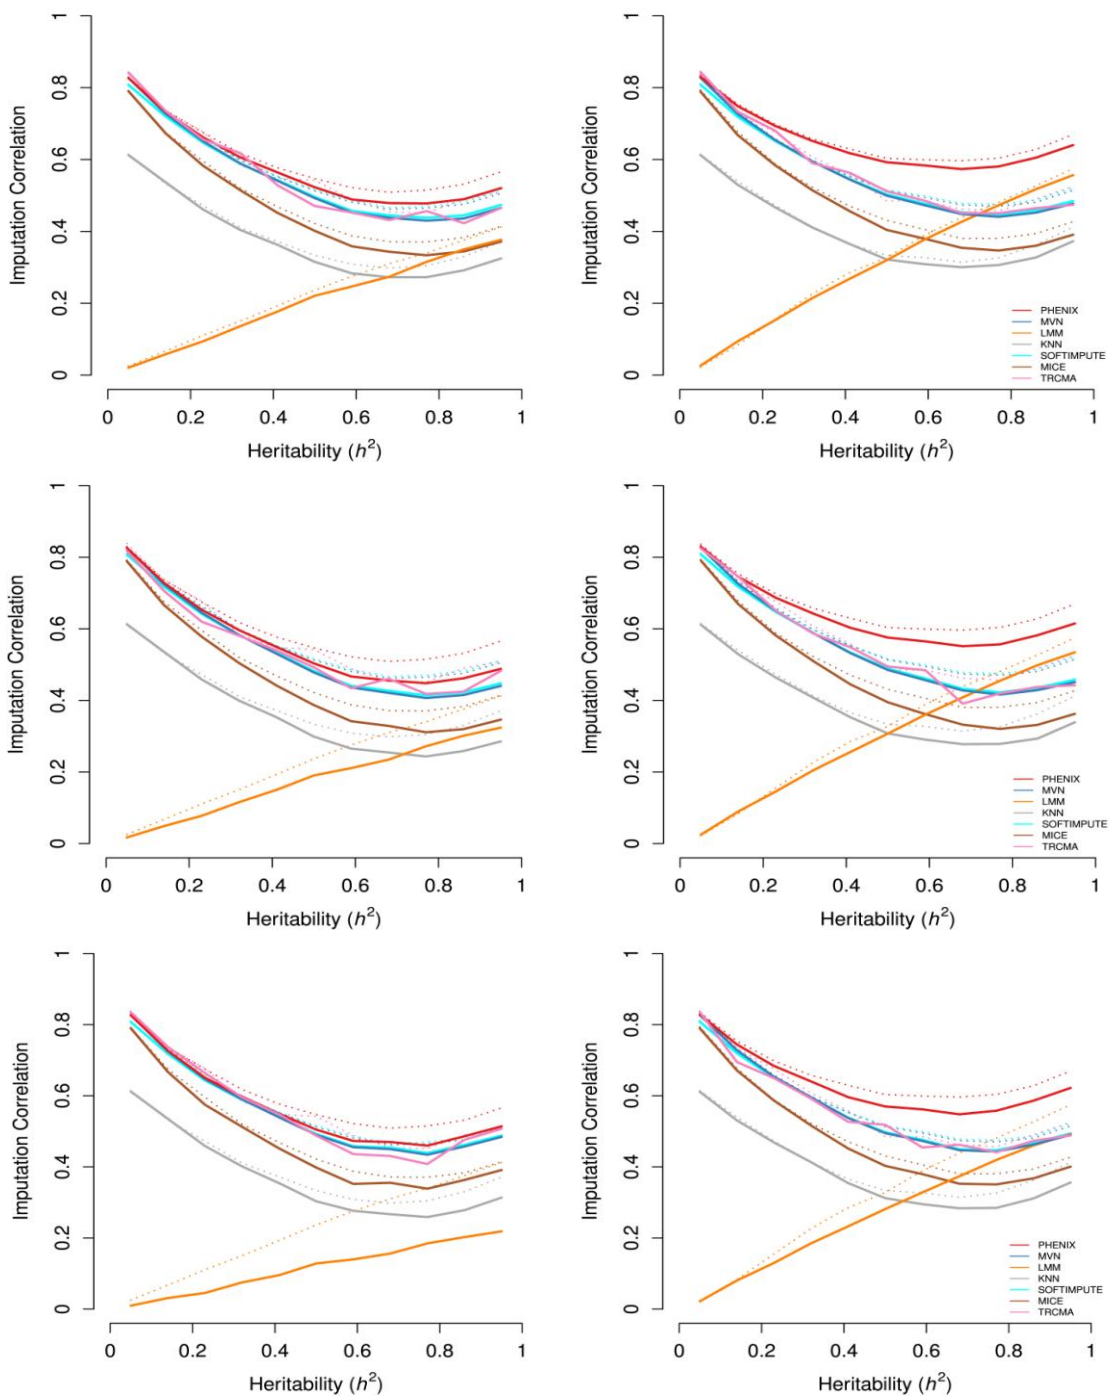 1
0.8
0.6
0.4
0.2
0
Imputation Correlation
0 0.2 0.4 0.6 0.8 1
Heritability (h²)
1
0.8
0.6
0.4
0.2
0
Imputation Correlation
PHENIX
MVN
LMM
KNN
SOFTIMPUTE
MICE
TRCMA
0 0.2 0.4 0.6 0.8 1
Heritability (h²)
1
0.8
0.6
0.4
0.2
0
Imputation Correlation
0 0.2 0.4 0.6 0.8 1
Heritability (h²)
1
0.8
0.6
0.4
0.2
0
Imputation Correlation
PHENIX
MVN
LMM
KNN
SOFTIMPUTE
MICE
TRCMA
0 0.2 0.4 0.6 0.8 1
Heritability (h²)
1
0.8
0.6
0.4
0.2
0
Imputation Correlation
0 0.2 0.4 0.6 0.8 1
Heritability (h²)
1
0.8
0.6
0.4
0.2
0
Imputation Correlation
PHENIX
MVN
LMM
KNN
SOFTIMPUTE
MICE
TRCMA
0 0.2 0.4 0.6 0.8 1
Heritability (h²)